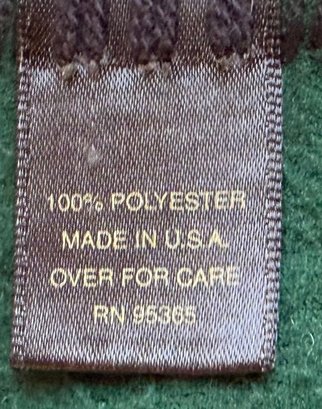 100% POLYESTER
MADE IN U.S.A.
OVER FOR CARE
RN 95365